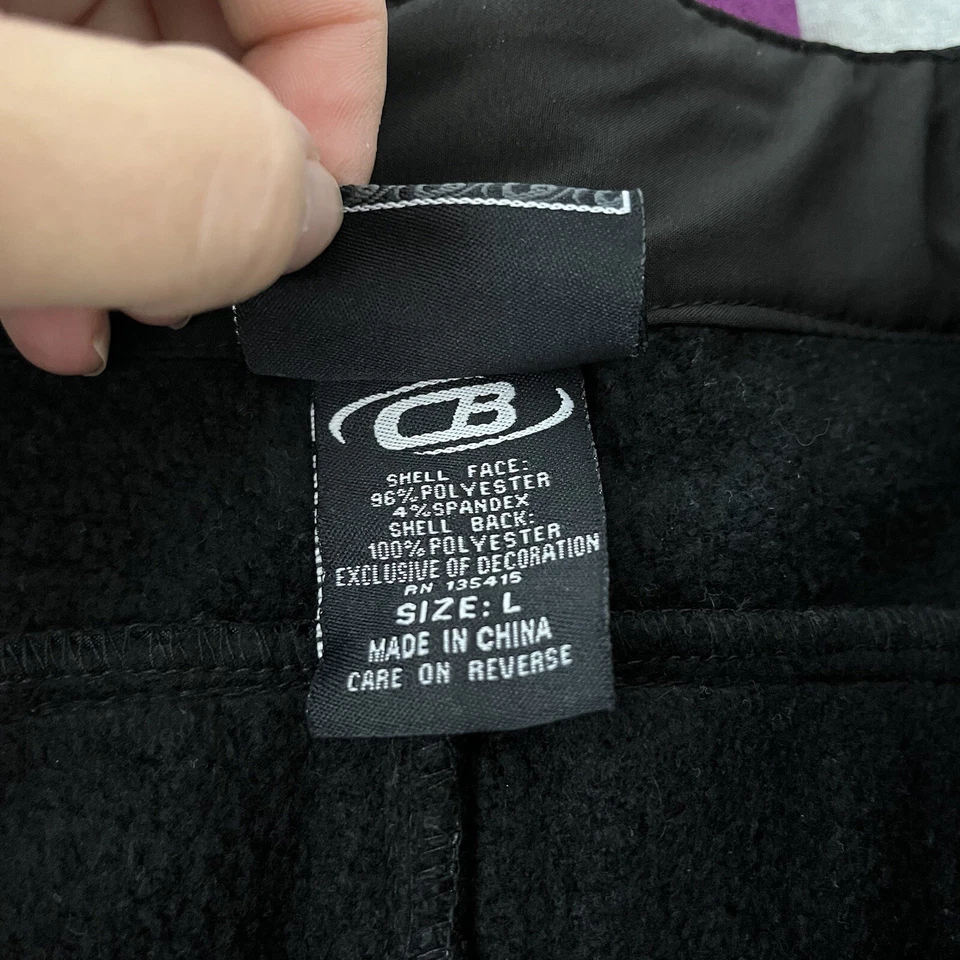 CB
SHELL FACE:
96% POLYESTER
4% SPANDEX
SHELL BACK:
100% POLYESTER
EXCLUSIVE OF DECORATION
RN 135415
SIZE: L
MADE IN CHINA
CARE ON REVERSE